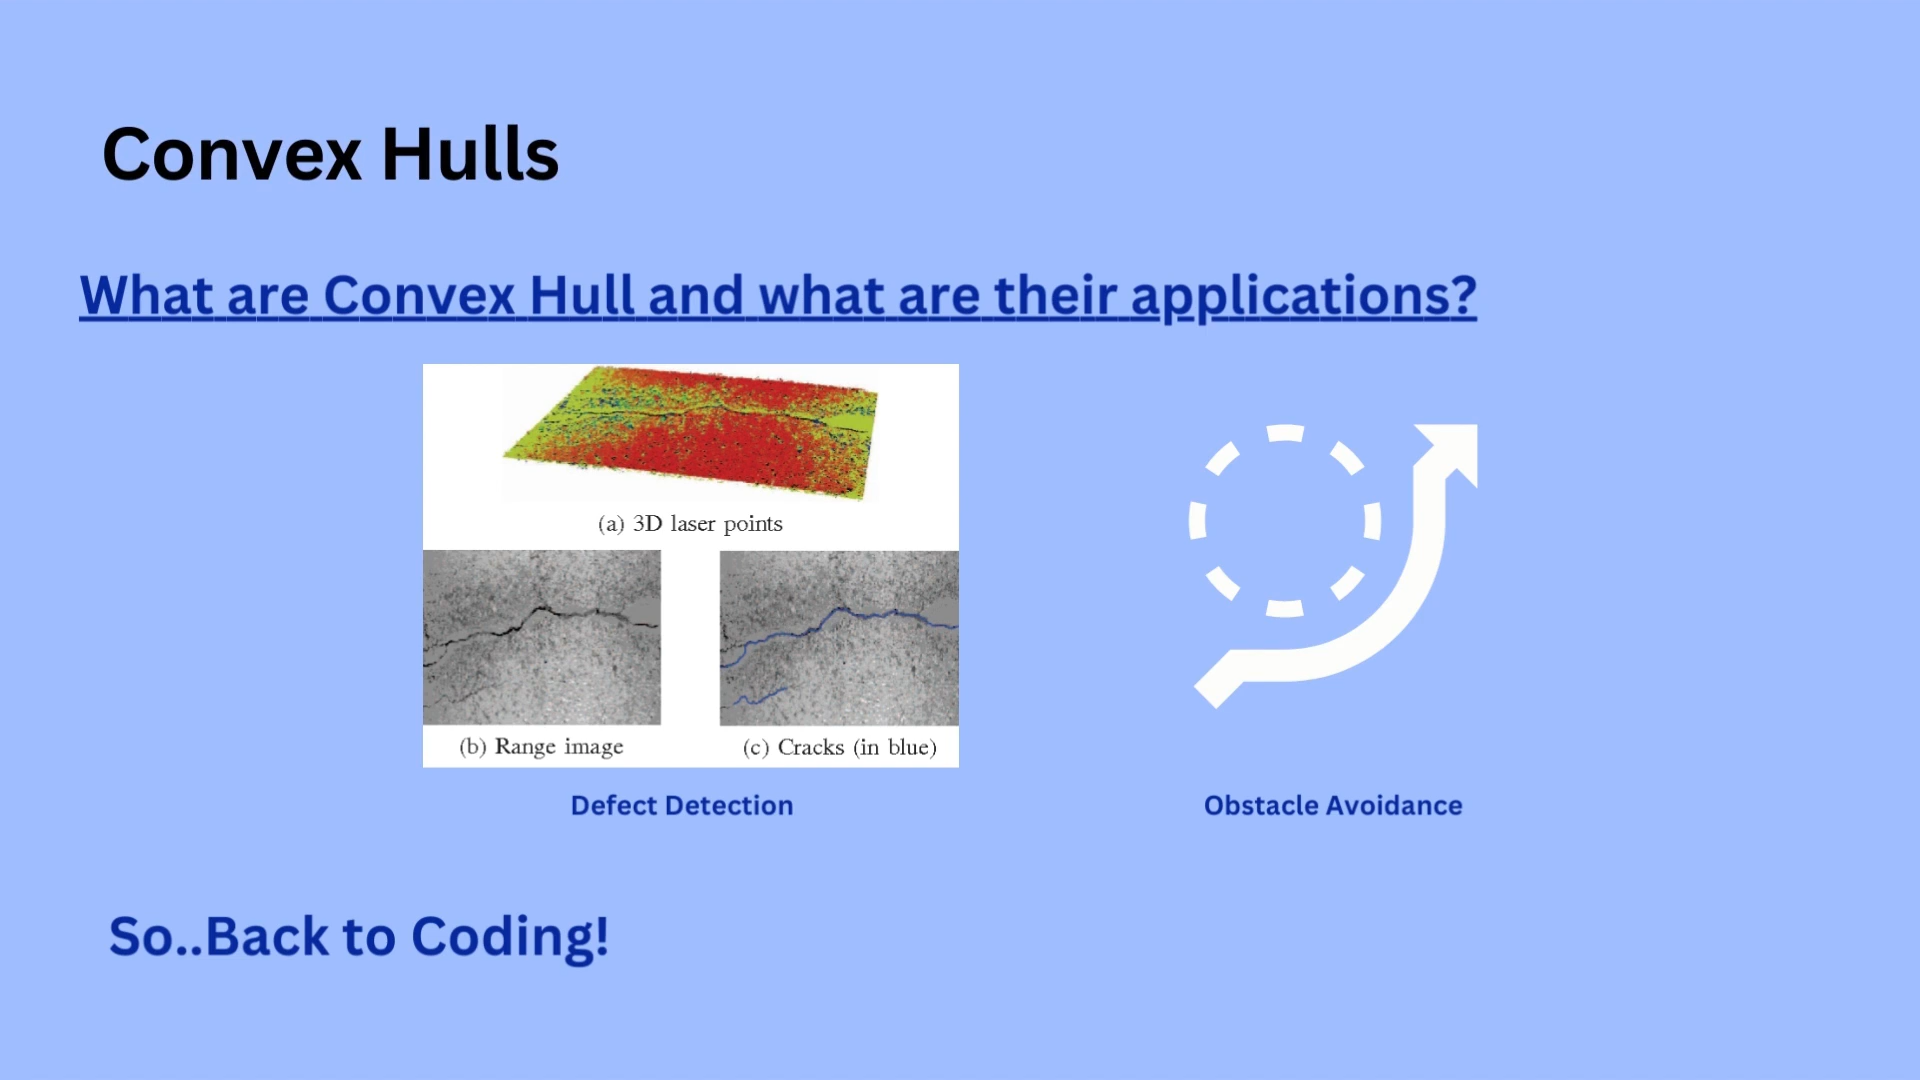 Convex Hulls
What are Convex Hull and what are their applications?
(a) 3D laser points
(b) Range image
(c) Cracks (in blue)
Defect Detection
Obstacle Avoidance
So..Back to Coding!